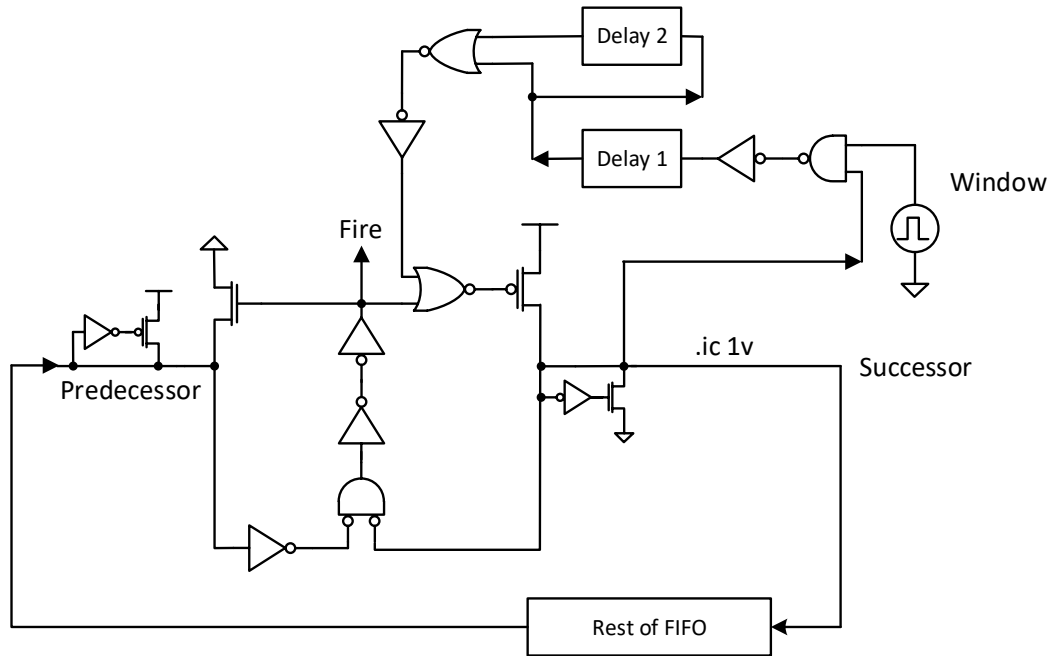 Delay 2
Delay 1
Window
Fire
.ic 1v
Predecessor
Successor
Rest of FIFO